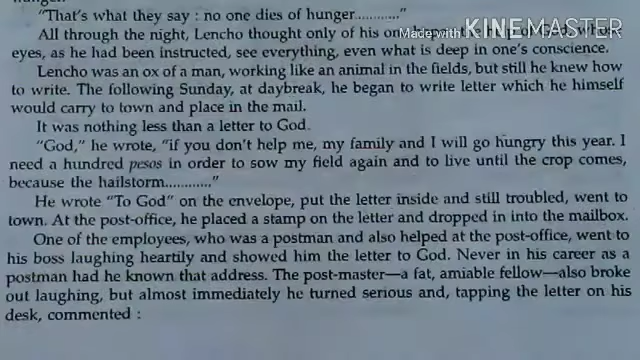 "That's what they say : no one dies of hunger............"
All through the night, Lencho thought only of his one
Made with KINEMASTER
eyes, as he had been instructed, see everything, even what is deep in one's conscience.
Lencho was an ox of a man, working like an animal in the fields, but still he knew how
to write. The following Sunday, at daybreak, he began to write letter which he himself
would carry to town and place in the mail.
It was nothing less than a letter to God.
"God," he wrote, "if you don't help me, my family and I will go hungry this year. I
need a hundred pesos in order to sow my field again and to live until the crop comes,
because the hailstorm............"
He wrote "To God" on the envelope, put the letter inside and still troubled, went to
town. At the post-office, he placed a stamp on the letter and dropped in into the mailbox.
One of the employees, who was a postman and also helped at the post-office, went to
his boss laughing heartily and showed him the letter to God. Never in his career as a
postman had he known that address. The post-master—a fat, amiable fellow—also broke
out laughing, but almost immediately he turned serious and, tapping the letter on his
desk, commented :